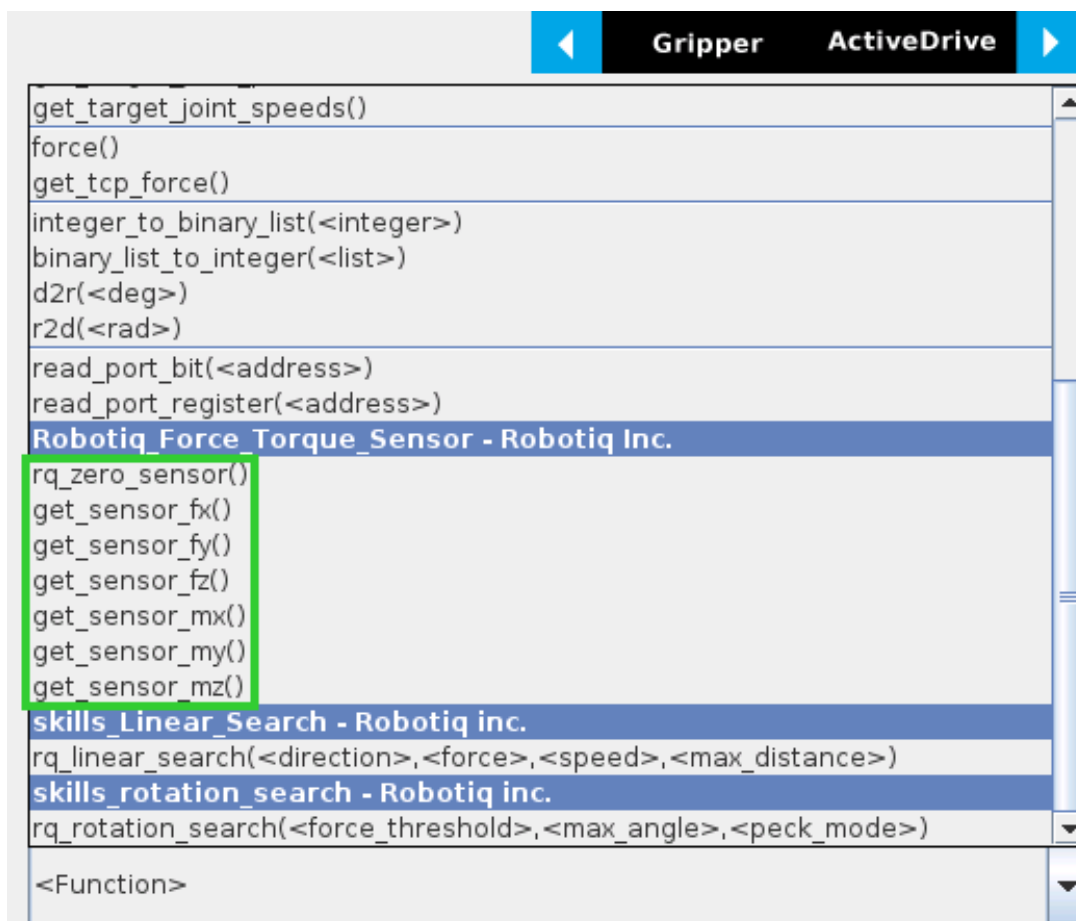 Gripper ActiveDrive
get_target_joint_speeds()
force()
get_tcp_force()
integer_to_binary_list(<integer>)
binary_list_to_integer(<list>)
d2r(<deg>)
r2d(<rad>)
read_port_bit(<address>)
read_port_register(<address>)
Robotiq_Force_Torque_Sensor - Robotiq Inc.
rq_zero_sensor()
get_sensor_fx()
get_sensor_fy()
get_sensor_fz()
get_sensor_mx()
get_sensor_my()
get_sensor_mz()
skills_Linear_Search - Robotiq inc.
rq_linear_search(<direction>,<force>,<speed>,<max_distance>)
skills_rotation_search - Robotiq inc.
rq_rotation_search(<force_threshold>,<max_angle>,<peck_mode>)
<Function>